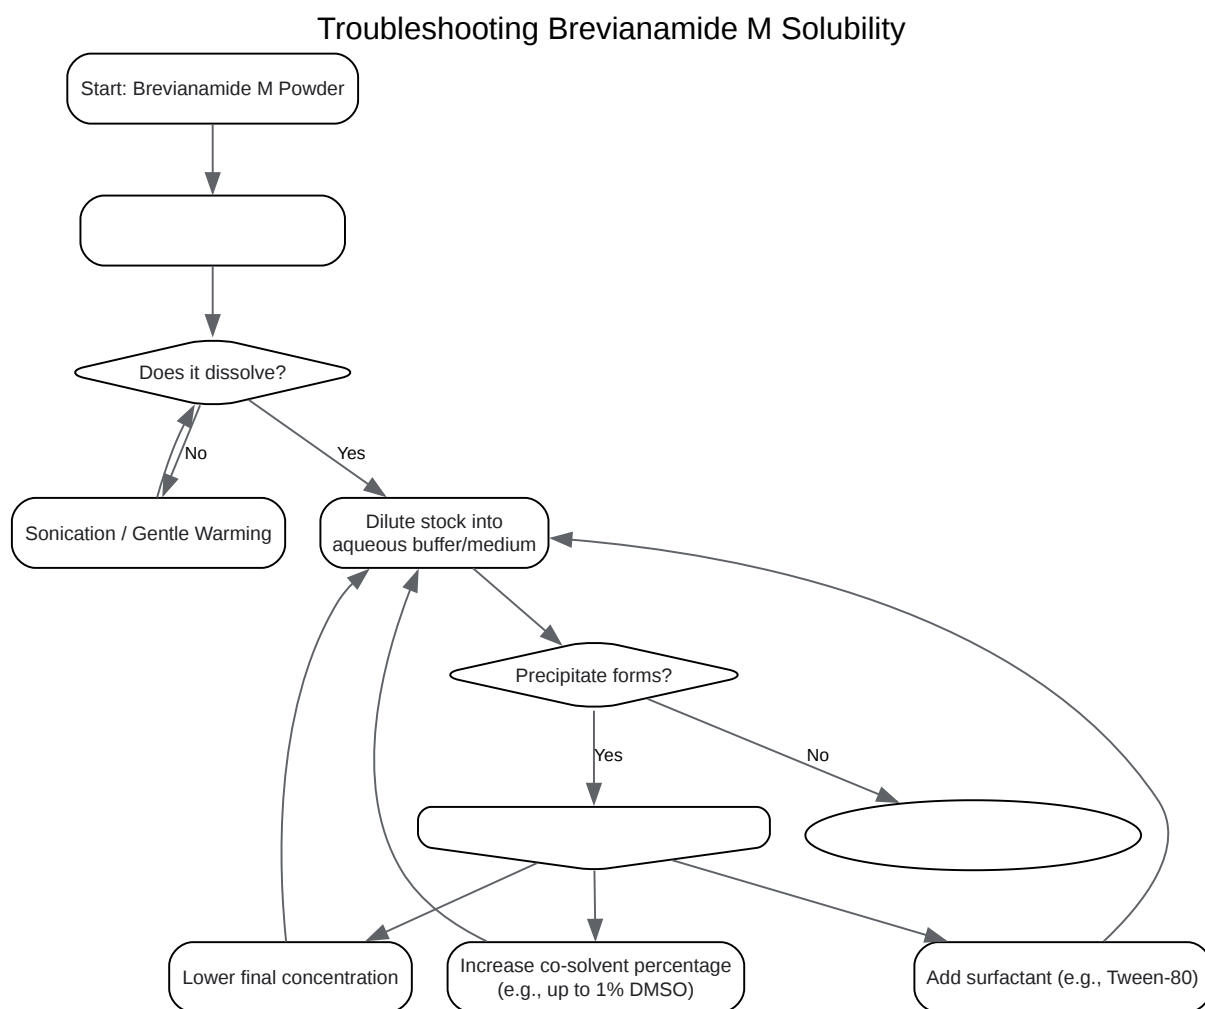 Troubleshooting Brevianamide M Solubility
Start: Brevianamide M Powder
Does it dissolve?
No
Yes
Sonication / Gentle Warming
Dilute stock into
aqueous buffer/medium
Precipitate forms?
Yes
No
Lower final concentration
Increase co-solvent percentage
(e.g., up to 1% DMSO)
Add surfactant (e.g., Tween-80)